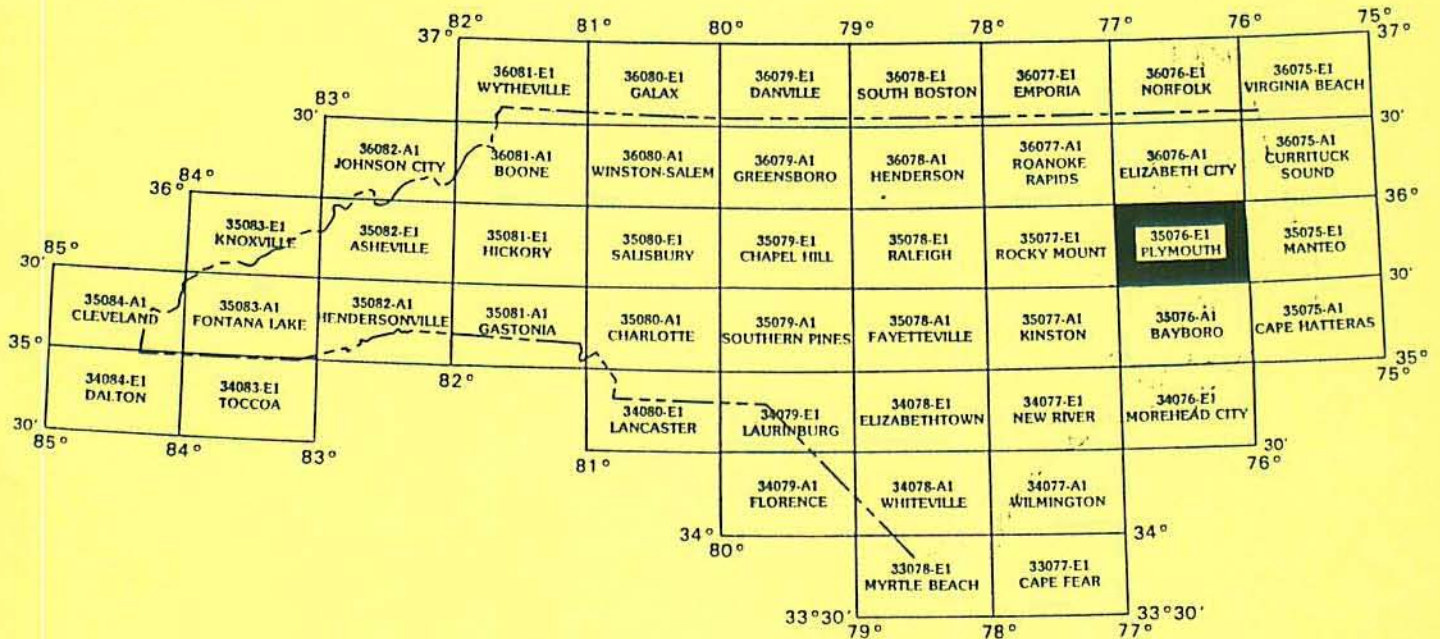 82° 81° 80° 79° 78° 77° 76° 75°
37° 37°
36081-E1 36080-E1 36079-E1 36078-E1 36077-E1 36076-E1 36075-E1
WYTHEVILLE GALAX DANVILLE SOUTH BOSTON EMPORIA NORFOLK VIRGINIA BEACH
83°
30' 30'
36082-A1 36081-A1 36080-A1 36079-A1 36078-A1 36077-A1 36076-A1 36075-A1
JOHNSON CITY BOONE WINSTON-SALEM GREENSBORO HENDERSON ROANOKE RAPIDS ELIZABETH CITY CURRITUCK SOUND
84°
36° 36°
35083-E1 35082-E1 35081-E1 35080-E1 35079-E1 35078-E1 35077-E1 35076-E1 35075-E1
KNOXVILLE ASHEVILLE HICKORY SALISBURY CHAPEL HILL RALEIGH ROCKY MOUNT PLYMOUTH MANTEO
85°
30' 30'
35084-A1 35083-A1 35082-A1 35081-A1 35080-A1 35079-A1 35078-A1 35077-A1 35076-A1 35075-A1
CLEVELAND FONTANA LAKE HENDERSONVILLE GASTONIA CHARLOTTE SOUTHERN PINES FAYETTEVILLE KINSTON BAYBORO CAPE HATTERAS
35° 35°
82° 75°
34084-E1 34083-E1 34080-E1 34079-E1 34078-E1 34077-E1 34076-E1
DALTON TOCCOA LANCASTER LAURINBURG ELIZABETHTOWN NEW RIVER MOREHEAD CITY
30' 30'
85° 84° 83° 81° 76°
34079-A1 34078-A1 34077-A1
FLORENCE WHITEVILLE WILMINGTON
34° 34°
80°
33078-E1 33077-E1
MYRTLE BEACH CAPE FEAR
33°30' 33°30'
79° 78° 77°